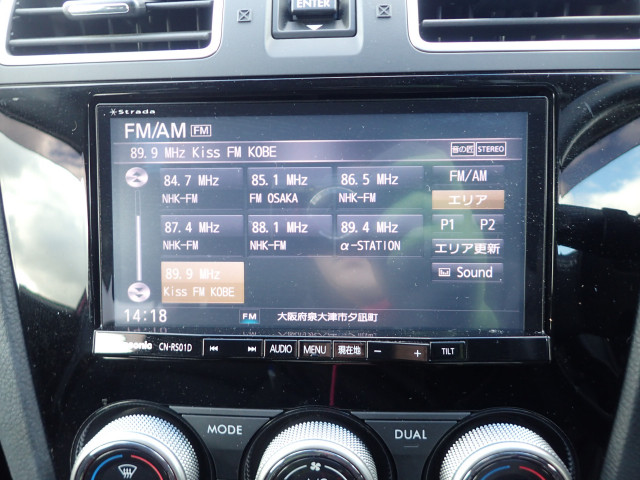 ENTER
Strada
FM/AM FM
89.9 MHz Kiss FM KOBE 音の匠 STEREO
84.7 MHz 85.1 MHz 86.5 MHz FM/AM
NHK-FM FM OSAKA NHK-FM エリア
87.4 MHz 88.1 MHz 89.4 MHz P1 P2
NHK-FM NHK-FM α-STATION エリア更新
89.9 MHz Sound
Kiss FM KOBE
14:18 FM 大阪府泉大津市夕凪町
Panasonic CN-RS01D AUDIO MENU 現在地 − + TILT
MODE DUAL